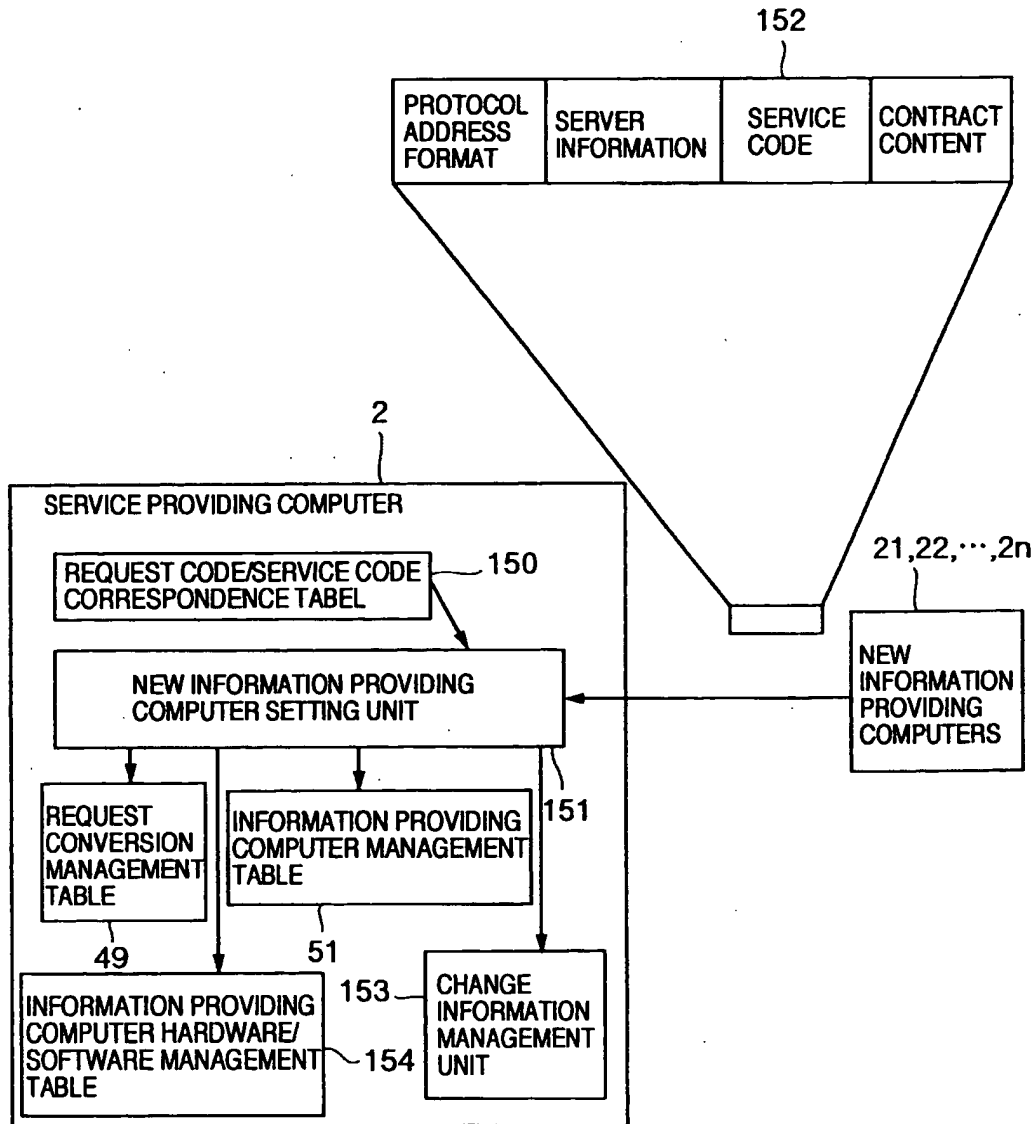 152
PROTOCOL
ADDRESS
FORMAT
SERVER
INFORMATION
SERVICE
CODE
CONTRACT
CONTENT
2
SERVICE PROVIDING COMPUTER
REQUEST CODE/SERVICE CODE
CORRESPONDENCE TABEL
150
21,22,···,2n
NEW INFORMATION PROVIDING
COMPUTER SETTING UNIT
NEW
INFORMATION
PROVIDING
COMPUTERS
151
REQUEST
CONVERSION
MANAGEMENT
TABLE
49
INFORMATION PROVIDING
COMPUTER MANAGEMENT
TABLE
51
INFORMATION PROVIDING
COMPUTER HARDWARE/
SOFTWARE MANAGEMENT
TABLE
154
153
CHANGE
INFORMATION
MANAGEMENT
UNIT